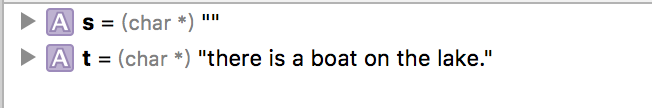 A s = (char *) ""
A t = (char *) "there is a boat on the lake."